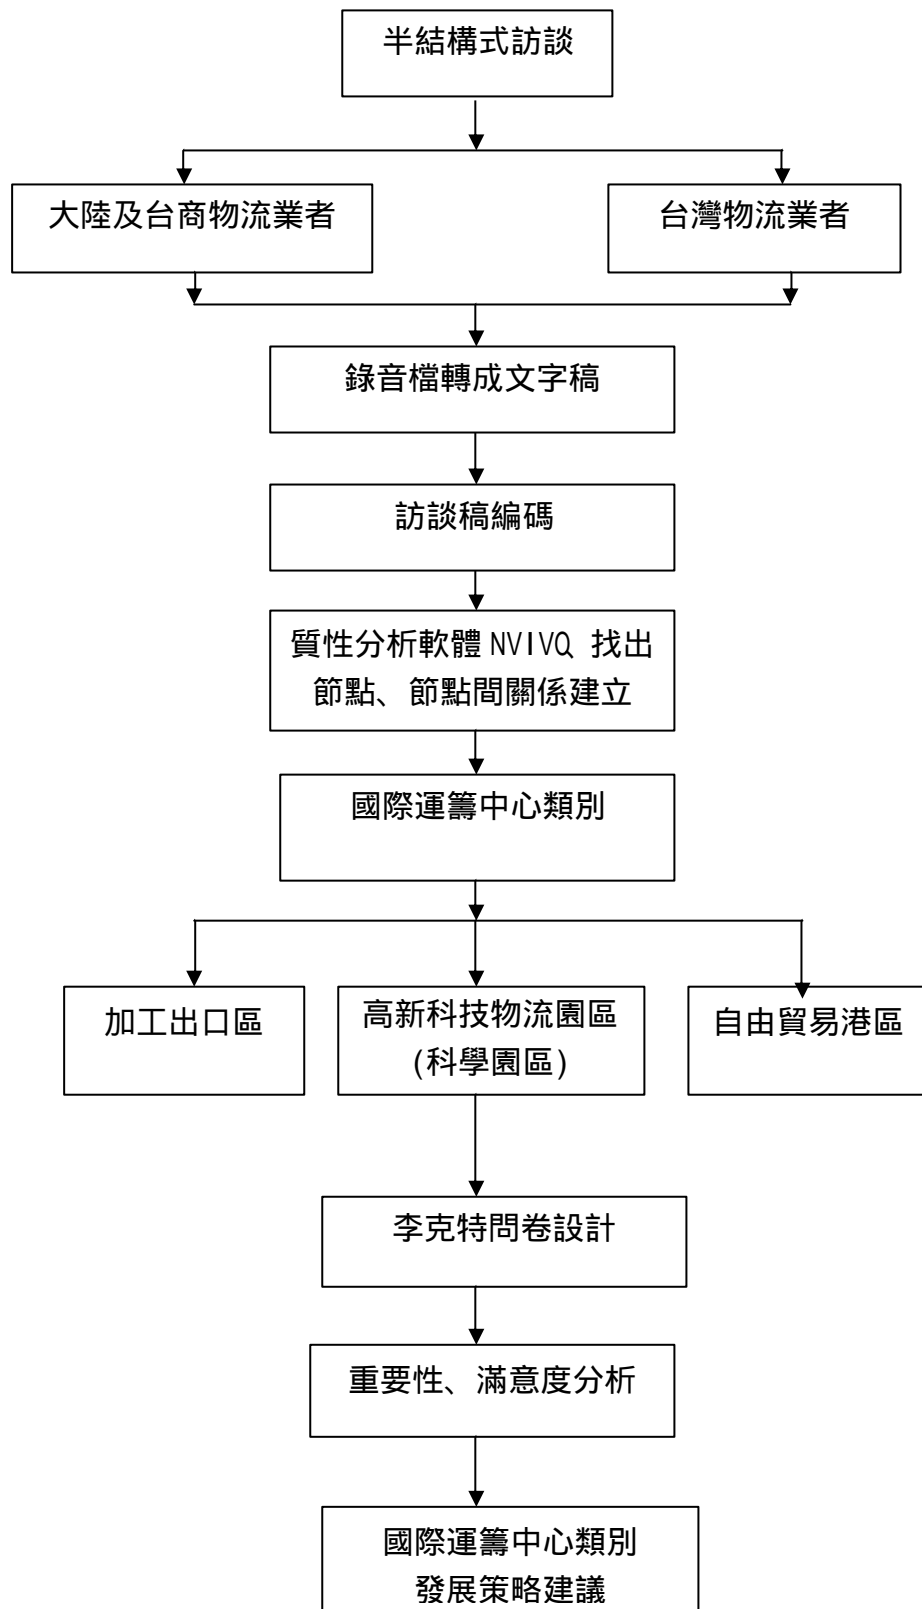 半結構式訪談
大陸及台商物流業者
台灣物流業者
錄音檔轉成文字稿
訪談稿編碼
質性分析軟體 NVIVO、找出
節點、節點間關係建立
國際運籌中心類別
加工出口區
高新科技物流園區
(科學園區)
自由貿易港區
李克特問卷設計
重要性、滿意度分析
國際運籌中心類別
發展策略建議